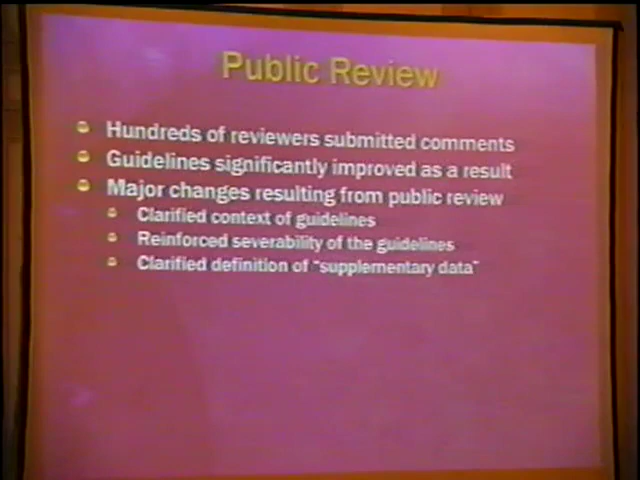 Public Review
Hundreds of reviewers submitted comments
Guidelines significantly improved as a result
Major changes resulting from public review
Clarified context of guidelines
Reinforced severability of the guidelines
Clarified definition of "supplementary data"